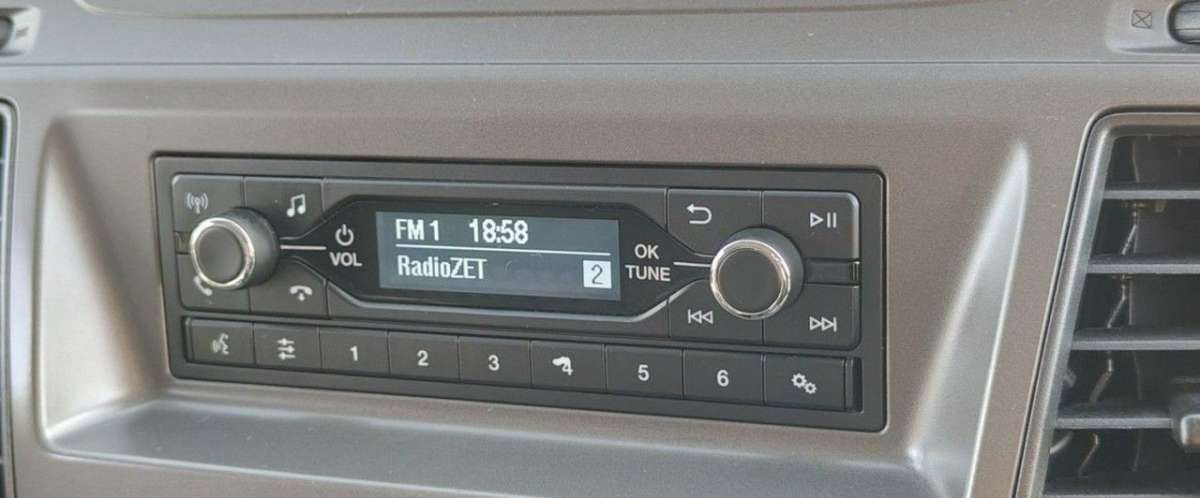 FM 1 18:58
RadioZET 2
VOL
OK
TUNE
1 2 3 4 5 6